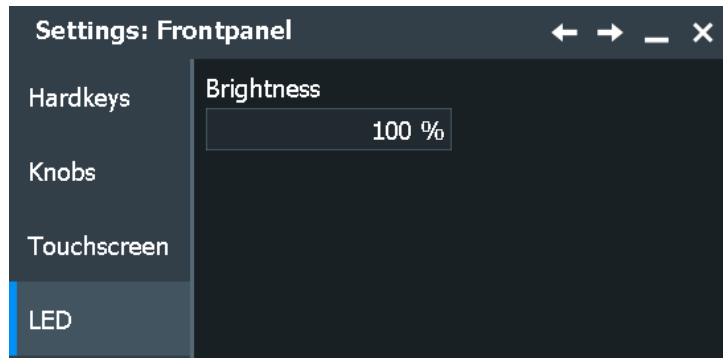 Settings: Frontpanel
Hardkeys
Knobs
Touchscreen
LED
Brightness
100 %